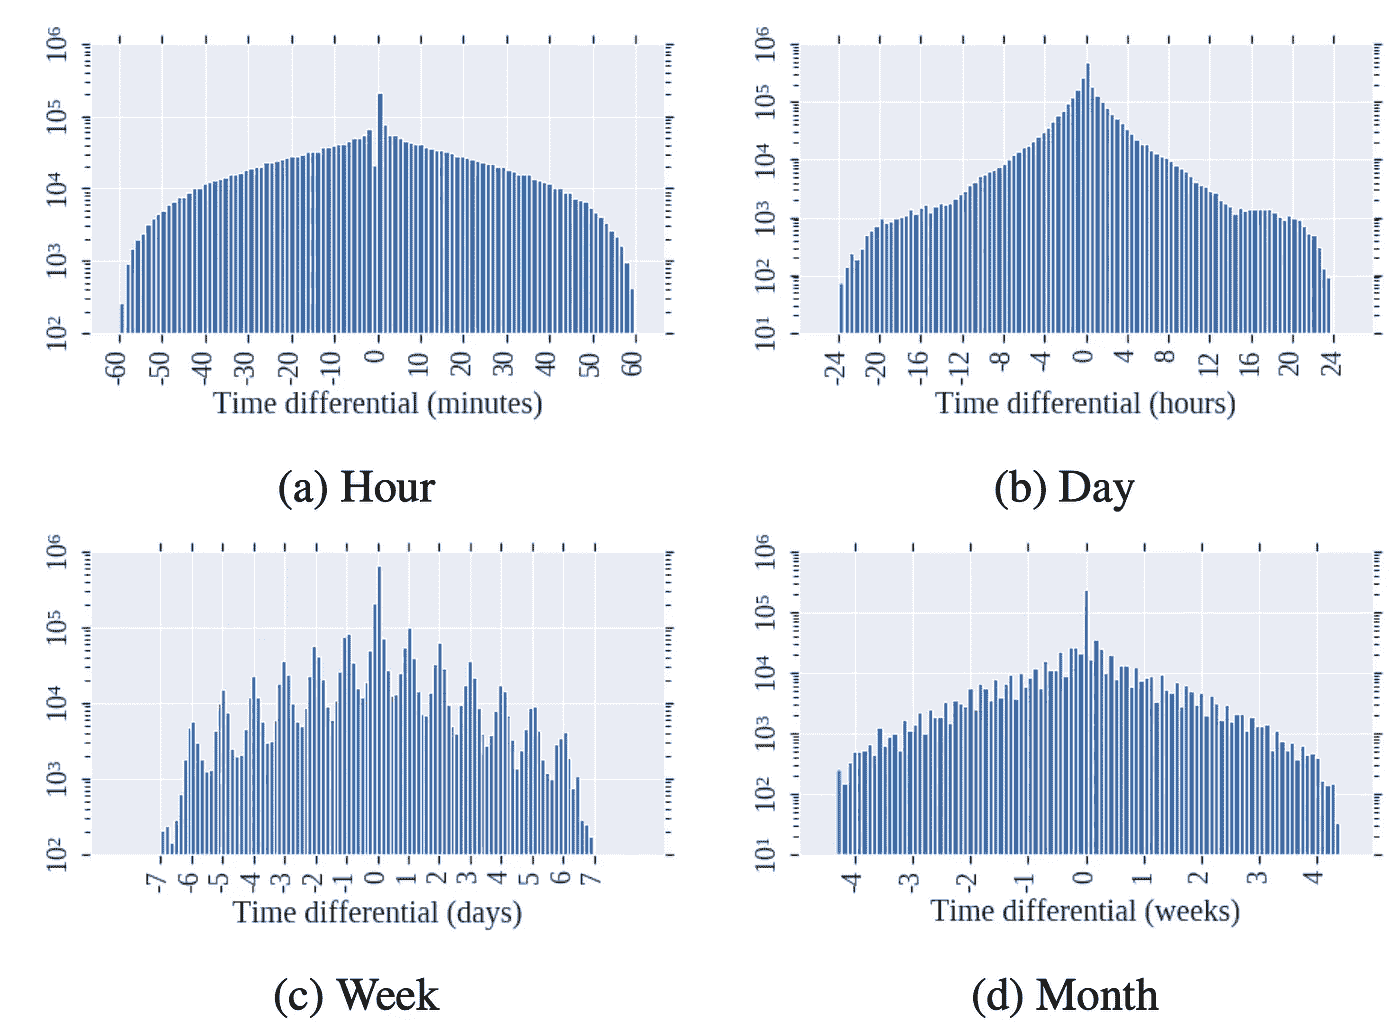 10⁶
10⁵
10⁴
10³
10²
-60 -50 -40 -30 -20 -10 0 10 20 30 40 50 60
Time differential (minutes)
(a) Hour
10⁶
10⁵
10⁴
10³
10²
10¹
-24 -20 -16 -12 -8 -4 0 4 8 12 16 20 24
Time differential (hours)
(b) Day
10⁶
10⁵
10⁴
10³
10²
-7 -6 -5 -4 -3 -2 -1 0 1 2 3 4 5 6 7
Time differential (days)
(c) Week
10⁶
10⁵
10⁴
10³
10²
10¹
-4 -3 -2 -1 0 1 2 3 4
Time differential (weeks)
(d) Month